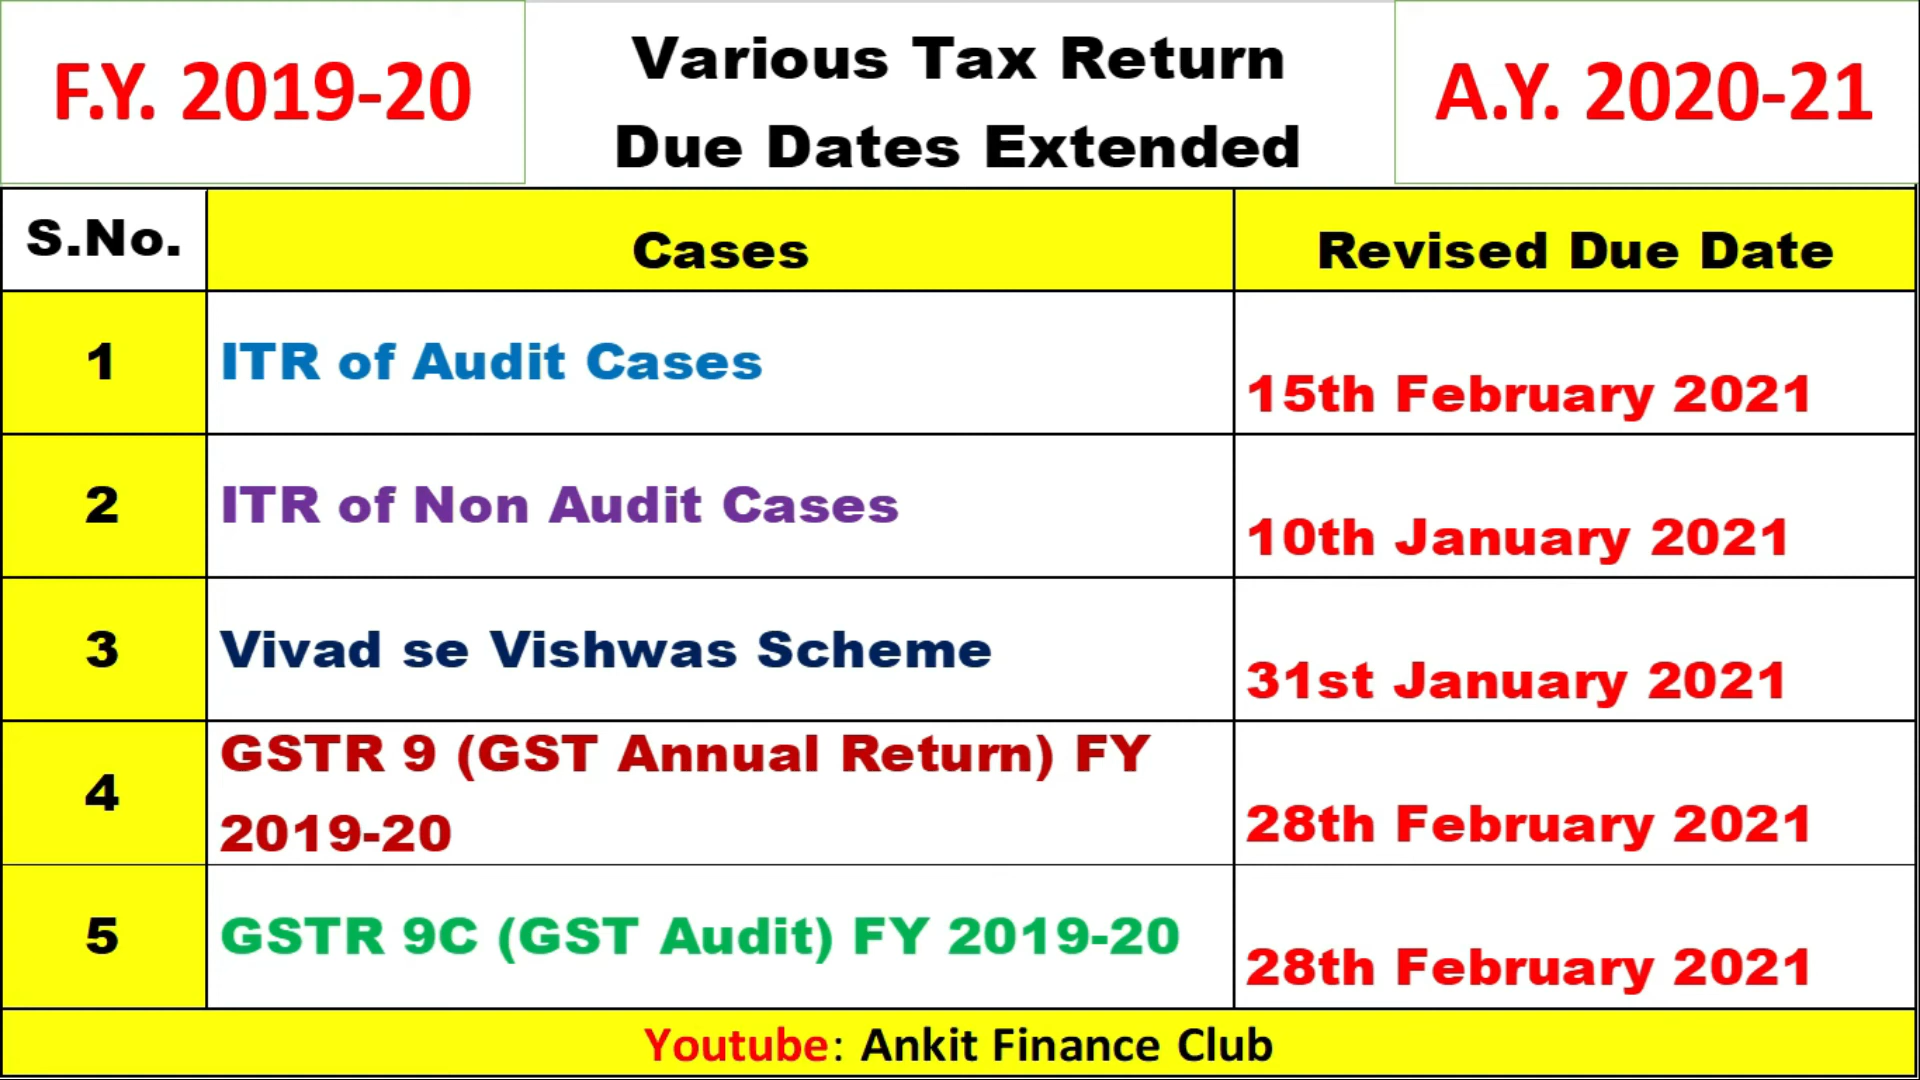 F.Y. 2019-20
Various Tax Return
Due Dates Extended
A.Y. 2020-21
S.No.
Cases
Revised Due Date
1
ITR of Audit Cases
15th February 2021
2
ITR of Non Audit Cases
10th January 2021
3
Vivad se Vishwas Scheme
31st January 2021
4
GSTR 9 (GST Annual Return) FY
2019-20
28th February 2021
5
GSTR 9C (GST Audit) FY 2019-20
28th February 2021
Youtube: Ankit Finance Club